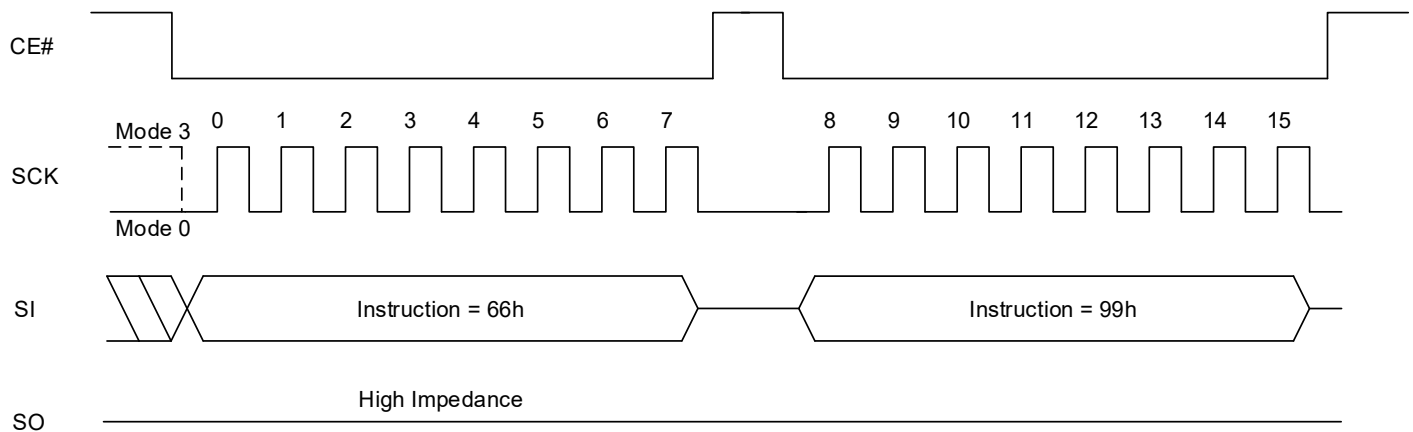 CE#
0 1 2 3 4 5 6 7 8 9 10 11 12 13 14 15
Mode 3
SCK
Mode 0
SI
Instruction = 66h
Instruction = 99h
High Impedance
SO